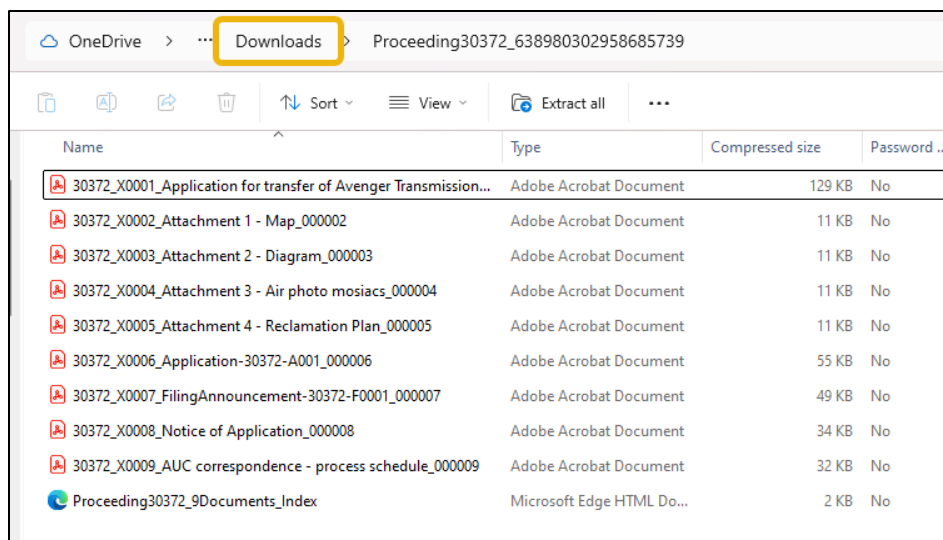 OneDrive > ... Downloads > Proceeding30372_638980302958685739
Sort View Extract all ...
Name Type Compressed size Password ...
30372_X0001_Application for transfer of Avenger Transmission... Adobe Acrobat Document 129 KB No
30372_X0002_Attachment 1 - Map_000002 Adobe Acrobat Document 11 KB No
30372_X0003_Attachment 2 - Diagram_000003 Adobe Acrobat Document 11 KB No
30372_X0004_Attachment 3 - Air photo mosiacs_000004 Adobe Acrobat Document 11 KB No
30372_X0005_Attachment 4 - Reclamation Plan_000005 Adobe Acrobat Document 11 KB No
30372_X0006_Application-30372-A001_000006 Adobe Acrobat Document 55 KB No
30372_X0007_FilingAnnouncement-30372-F0001_000007 Adobe Acrobat Document 49 KB No
30372_X0008_Notice of Application_000008 Adobe Acrobat Document 34 KB No
30372_X0009_AUC correspondence - process schedule_000009 Adobe Acrobat Document 32 KB No
Proceeding30372_9Documents_Index Microsoft Edge HTML Do... 2 KB No